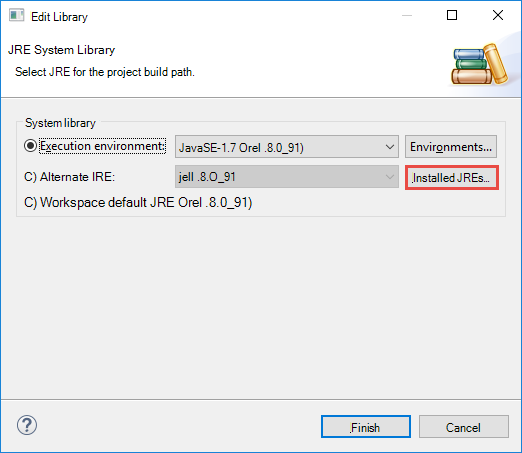 Edit Library
JRE System Library
Select JRE for the project build path.
System library
Execution environment:
JavaSE-1.7 Orel .8.0_91)
Environments...
C) Alternate IRE:
jell .8.O_91
Installed JREs...
C) Workspace default JRE Orel .8.0_91)
?
Finish
Cancel